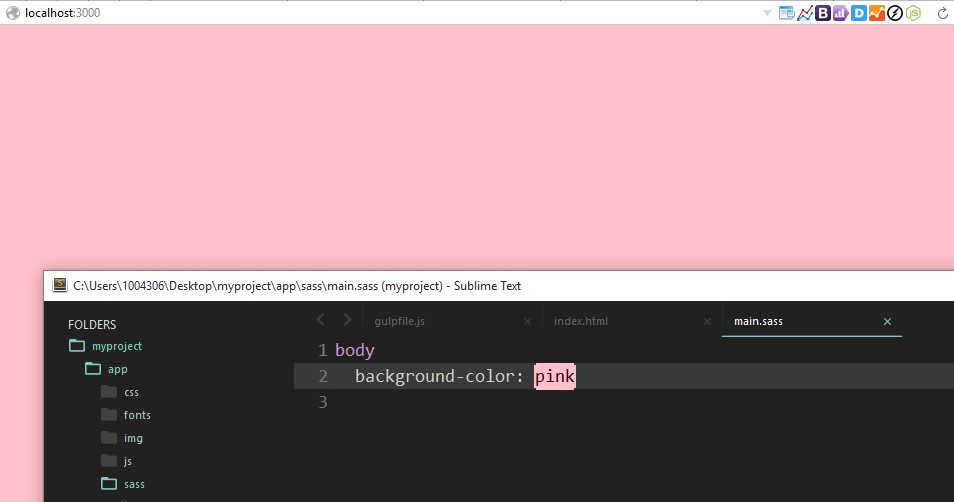 localhost:3000
C:\Users\1004306\Desktop\myproject\app\sass\main.sass (myproject) - Sublime Text
FOLDERS
myproject
app
css
fonts
img
js
sass
gulpfile.js
index.html
main.sass
1 body
2 background-color: pink
3